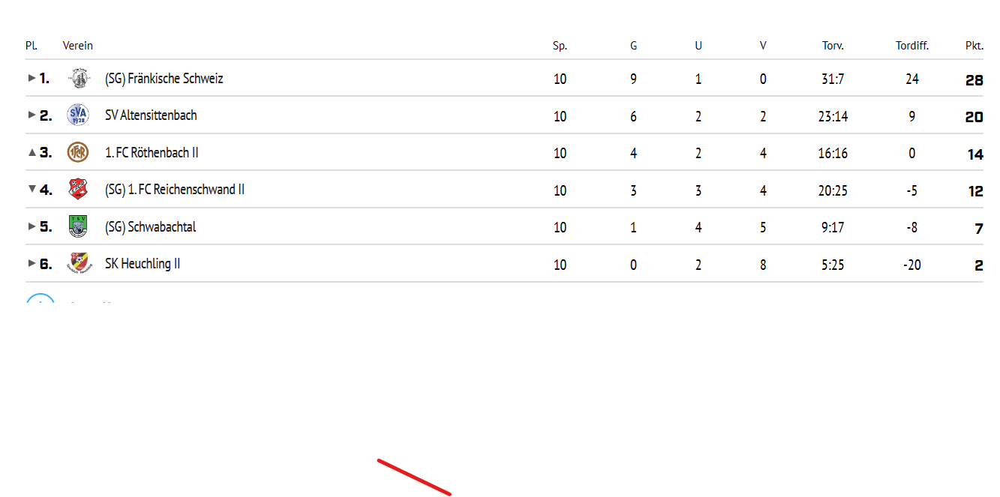 Pl. Verein Sp. G U V Torv. Tordiff. Pkt.
1. (SG) Fränkische Schweiz 10 9 1 0 31:7 24 28
2. SVA 1928 SV Altensittenbach 10 6 2 2 23:14 9 20
3. 1FCR 1. FC Röthenbach II 10 4 2 4 16:16 0 14
4. (SG) 1. FC Reichenschwand II 10 3 3 4 20:25 -5 12
5. TSV (SG) Schwabachtal 10 1 4 5 9:17 -8 7
6. SK Heuchling II 10 0 2 8 5:25 -20 2